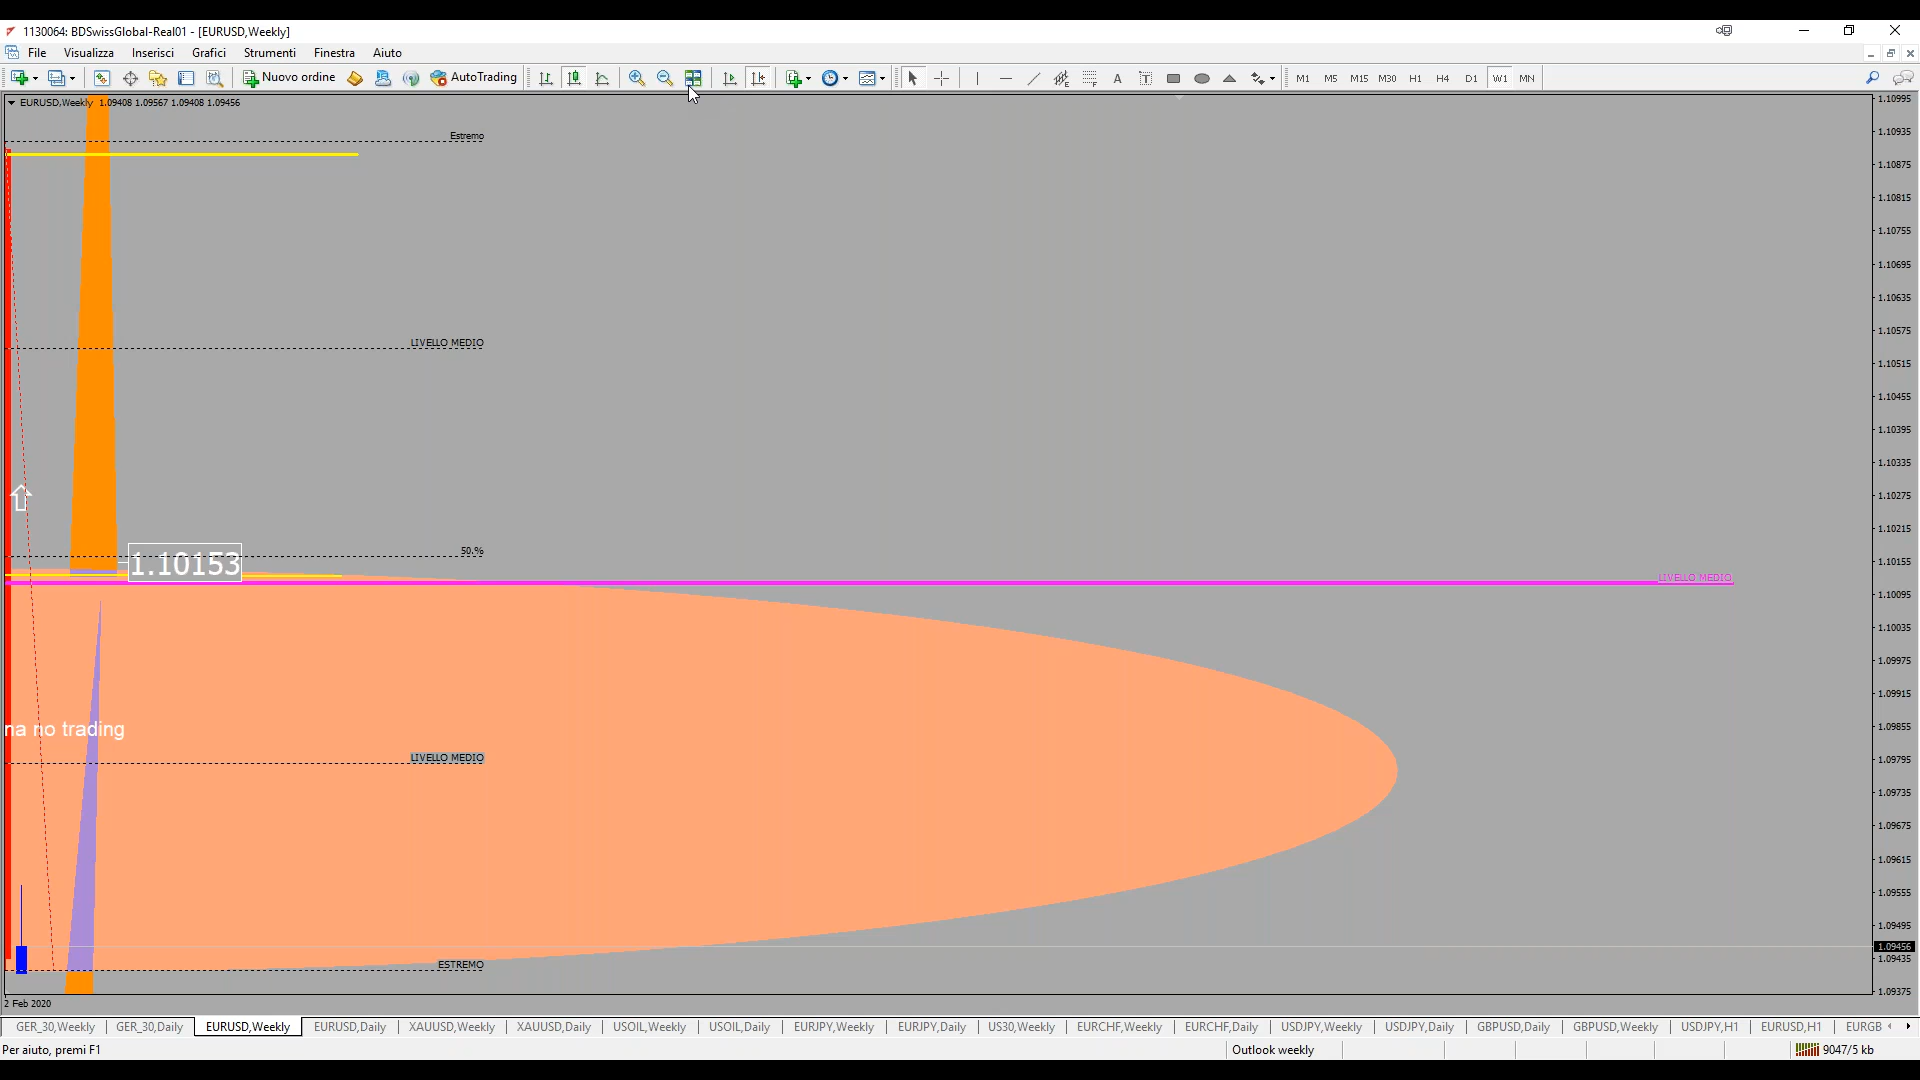 1130064: BDSwissGlobal-Real01 - [EURUSD,Weekly]
File Visualizza Inserisci Grafici Strumenti Finestra Aiuto
Nuovo ordine AutoTrading A T M1 M5 M15 M30 H1 H4 D1 W1 MN
EURUSD,Weekly 1.09408 1.09567 1.09408 1.09456
1.10995
1.10935
Estremo
1.10875
1.10815
1.10755
1.10695
1.10635
1.10575
LIVELLO MEDIO
1.10515
1.10455
1.10395
1.10335
1.10275
1.10215
50.%
1.10153
1.10155
LIVELLO MEDIO
1.10095
1.10035
1.09975
1.09915
na no trading
1.09855
LIVELLO MEDIO
1.09795
1.09735
1.09675
1.09615
1.09555
1.09495
1.09456
1.09435
ESTREMO
1.09375
2 Feb 2020
GER_30,Weekly GER_30,Daily EURUSD,Weekly EURUSD,Daily XAUUSD,Weekly XAUUSD,Daily USOIL,Weekly USOIL,Daily EURJPY,Weekly EURJPY,Daily US30,Weekly EURCHF,Weekly EURCHF,Daily USDJPY,Weekly USDJPY,Daily GBPUSD,Daily GBPUSD,Weekly USDJPY,H1 EURUSD,H1 EURGB
Per aiuto, premi F1 Outlook weekly 9047/5 kb